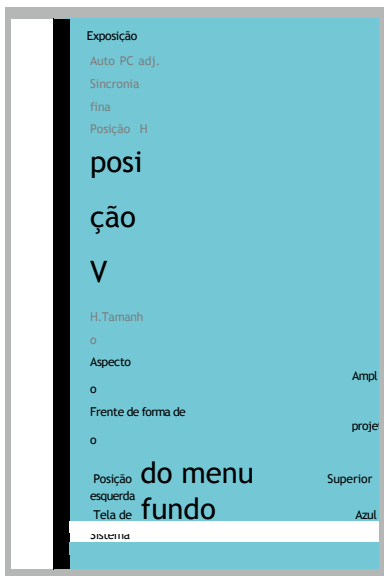 Exposição
Auto PC adj.
Sincronia
fina
Posição H
posi
ção
V
H.Tamanh
o
Aspecto
Ampl
o
Frente de forma de
proje
o
Posição do menu Superior
esquerda
Tela de fundo Azul
Sistema